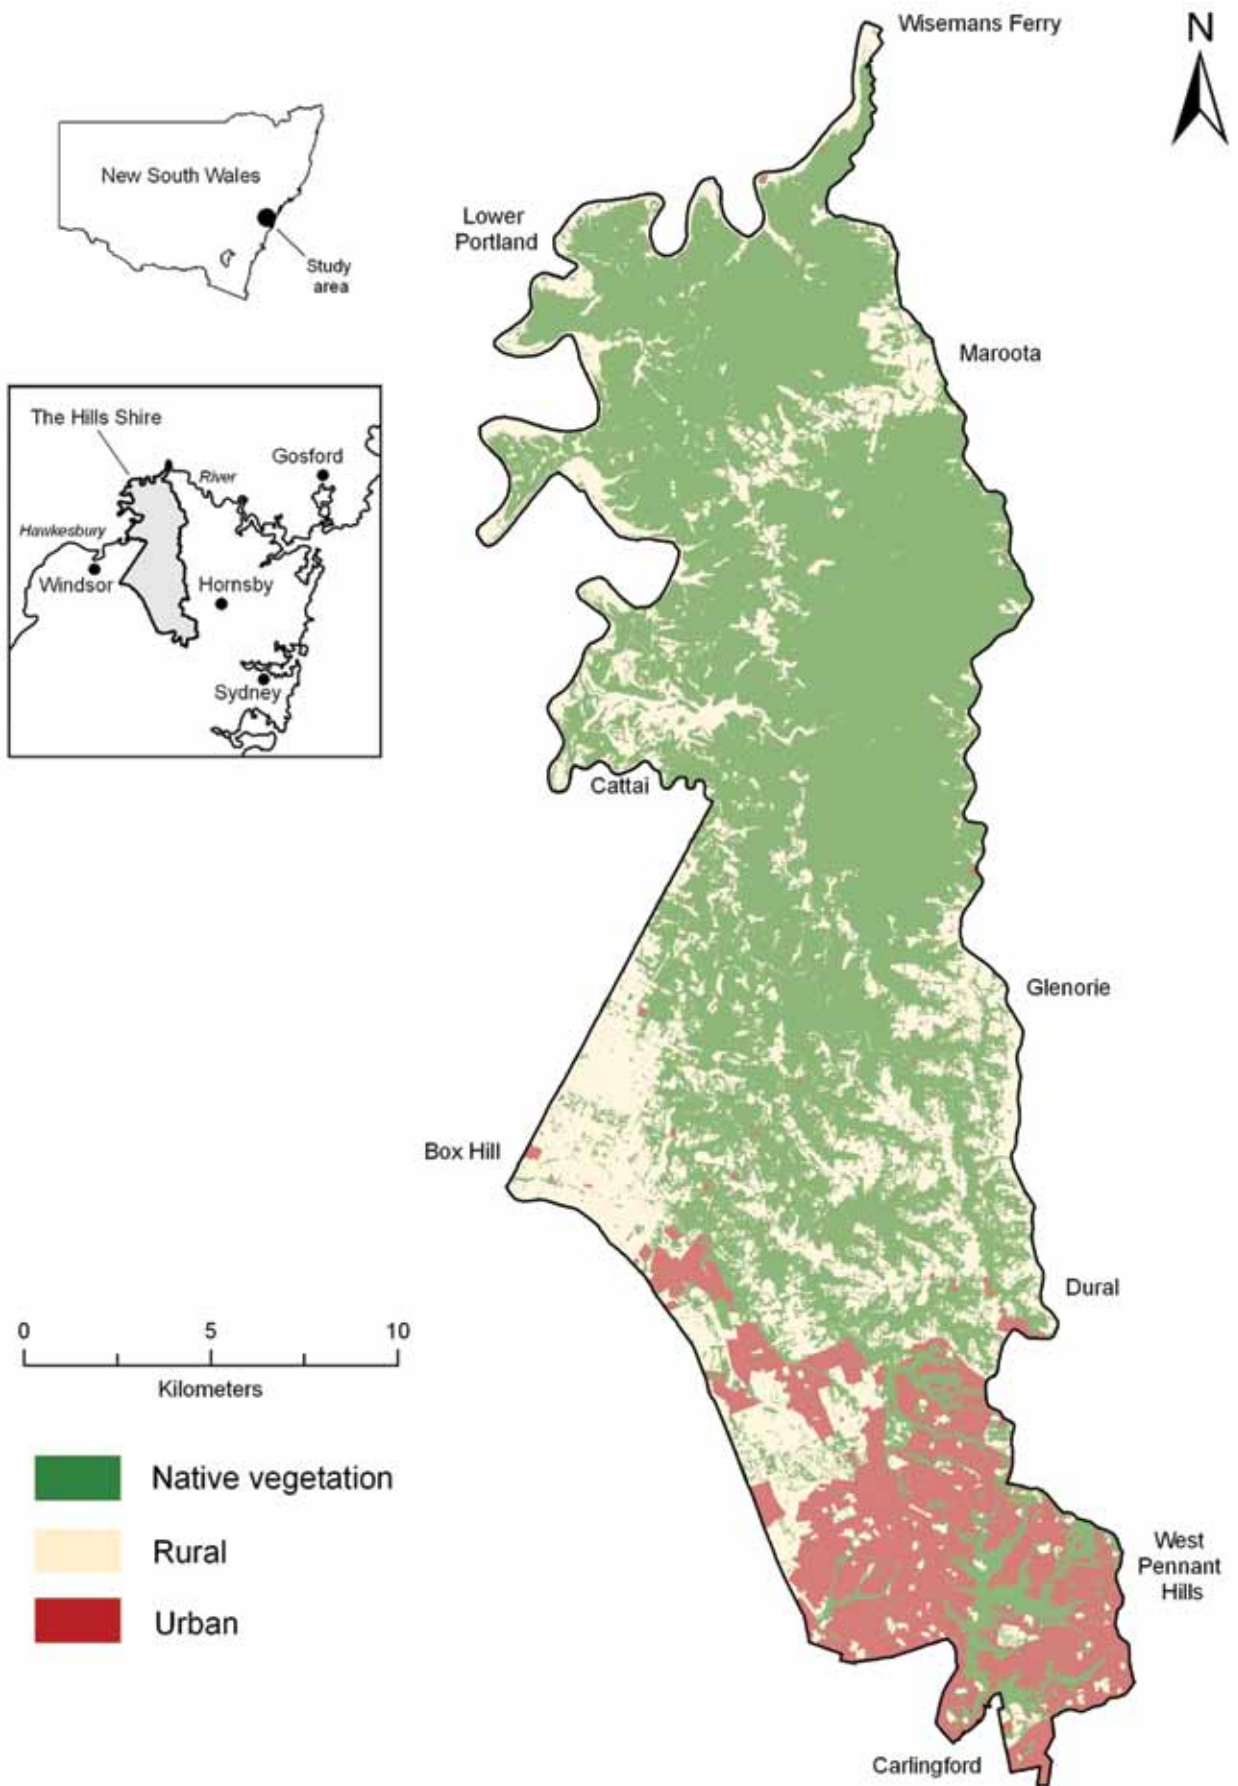 Wisemans Ferry
N
New South Wales
Study
area
Lower
Portland
Maroota
The Hills Shire
Gosford
River
Hawkesbury
Windsor
Hornsby
Sydney
Cattai
Glenorie
Box Hill
Dural
0 5 10
Kilometers
Native vegetation
Rural
Urban
West
Pennant
Hills
Carlingford